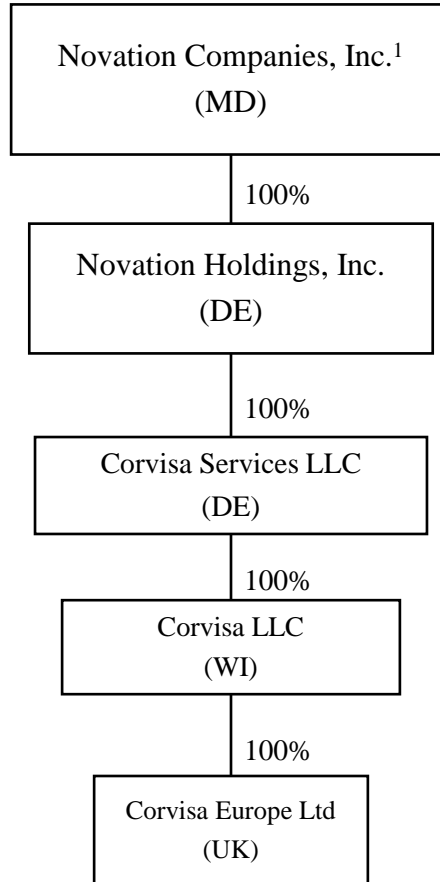 Novation Companies, Inc.¹
(MD)
100%
Novation Holdings, Inc.
(DE)
100%
Corvisa Services LLC
(DE)
100%
Corvisa LLC
(WI)
100%
Corvisa Europe Ltd
(UK)